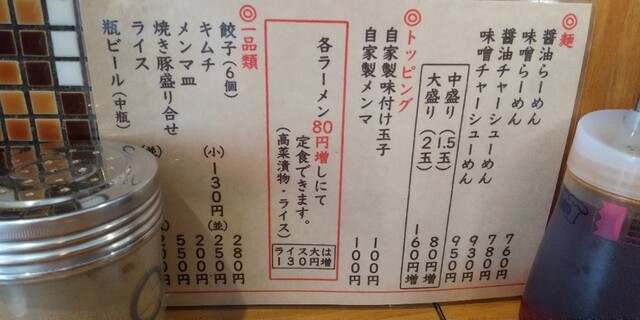 ◎麺
醤油らーめん 760円
味噌らーめん 780円
醤油チャーシューめん 930円
味噌チャーシューめん 950円
中盛り(1.5玉) 80円増
大盛り(2玉) 160円増
◎トッピング
自家製味付け玉子 100円
自家製メンマ 100円
各ラーメン80円増しにて
定食できます。
(高菜漬物・ライス)
ライス大は
130円増
◎一品類
餃子(6個) 280円
キムチ (小)130円 (並)250円
メンマ皿 200円
焼き豚盛り合せ 550円
ライス
瓶ビール(中瓶)